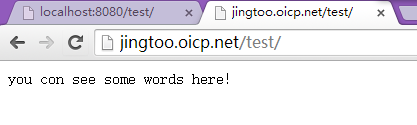 localhost:8080/test/
jingtoo.oicp.net/test/
jingtoo.oicp.net/test/
you con see some words here!